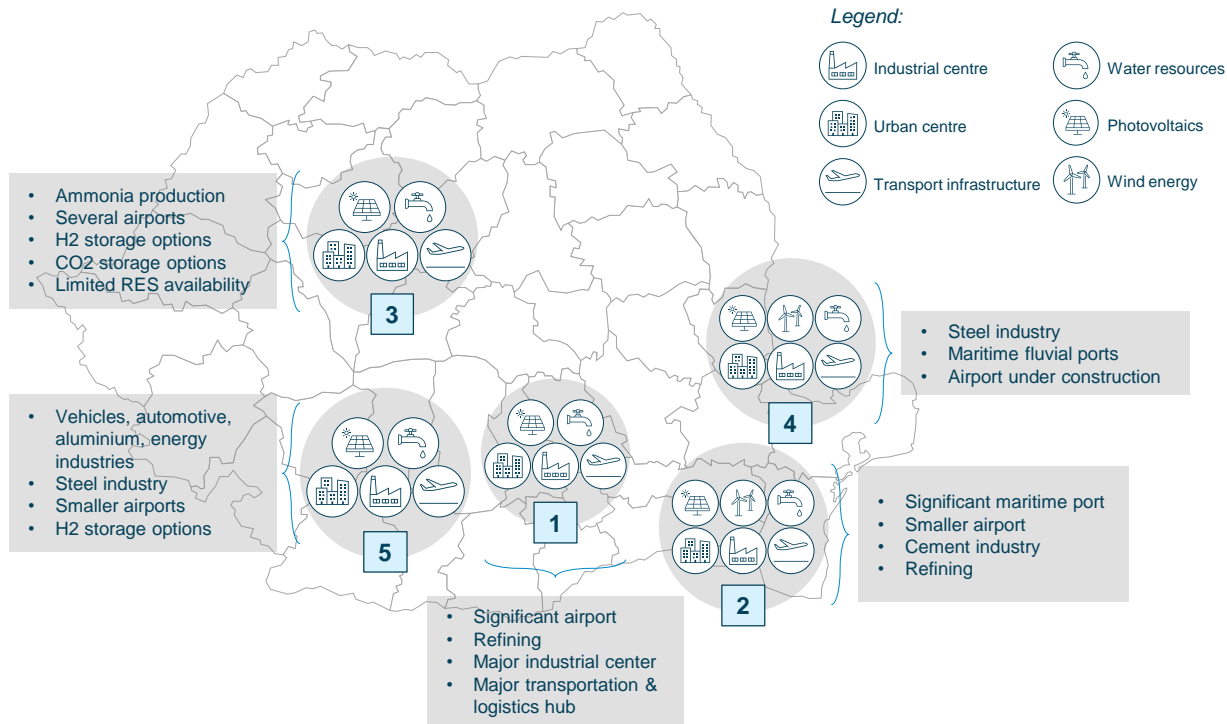 Legend:
Industrial centre
Water resources
Urban centre
Photovoltaics
Transport infrastructure
Wind energy
• Ammonia production
• Several airports
• H2 storage options
• CO2 storage options
• Limited RES availability
3
• Steel industry
• Maritime fluvial ports
• Airport under construction
4
• Vehicles, automotive,
aluminium, energy
industries
• Steel industry
• Smaller airports
• H2 storage options
5
1
• Significant maritime port
• Smaller airport
• Cement industry
• Refining
2
• Significant airport
• Refining
• Major industrial center
• Major transportation &
logistics hub